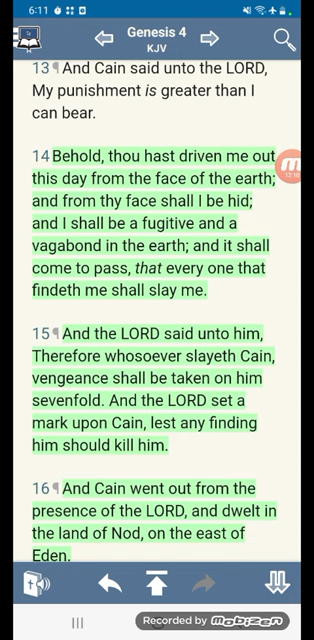 6:11
Genesis 4
KJV
13 ¶ And Cain said unto the LORD,
My punishment is greater than I
can bear.
14 Behold, thou hast driven me out
this day from the face of the earth;
and from thy face shall I be hid;
and I shall be a fugitive and a
vagabond in the earth; and it shall
come to pass, that every one that
findeth me shall slay me.
15 ¶ And the LORD said unto him,
Therefore whosoever slayeth Cain,
vengeance shall be taken on him
sevenfold. And the LORD set a
mark upon Cain, lest any finding
him should kill him.
16 ¶ And Cain went out from the
presence of the LORD, and dwelt in
the land of Nod, on the east of
Eden.
Recorded by mobizen